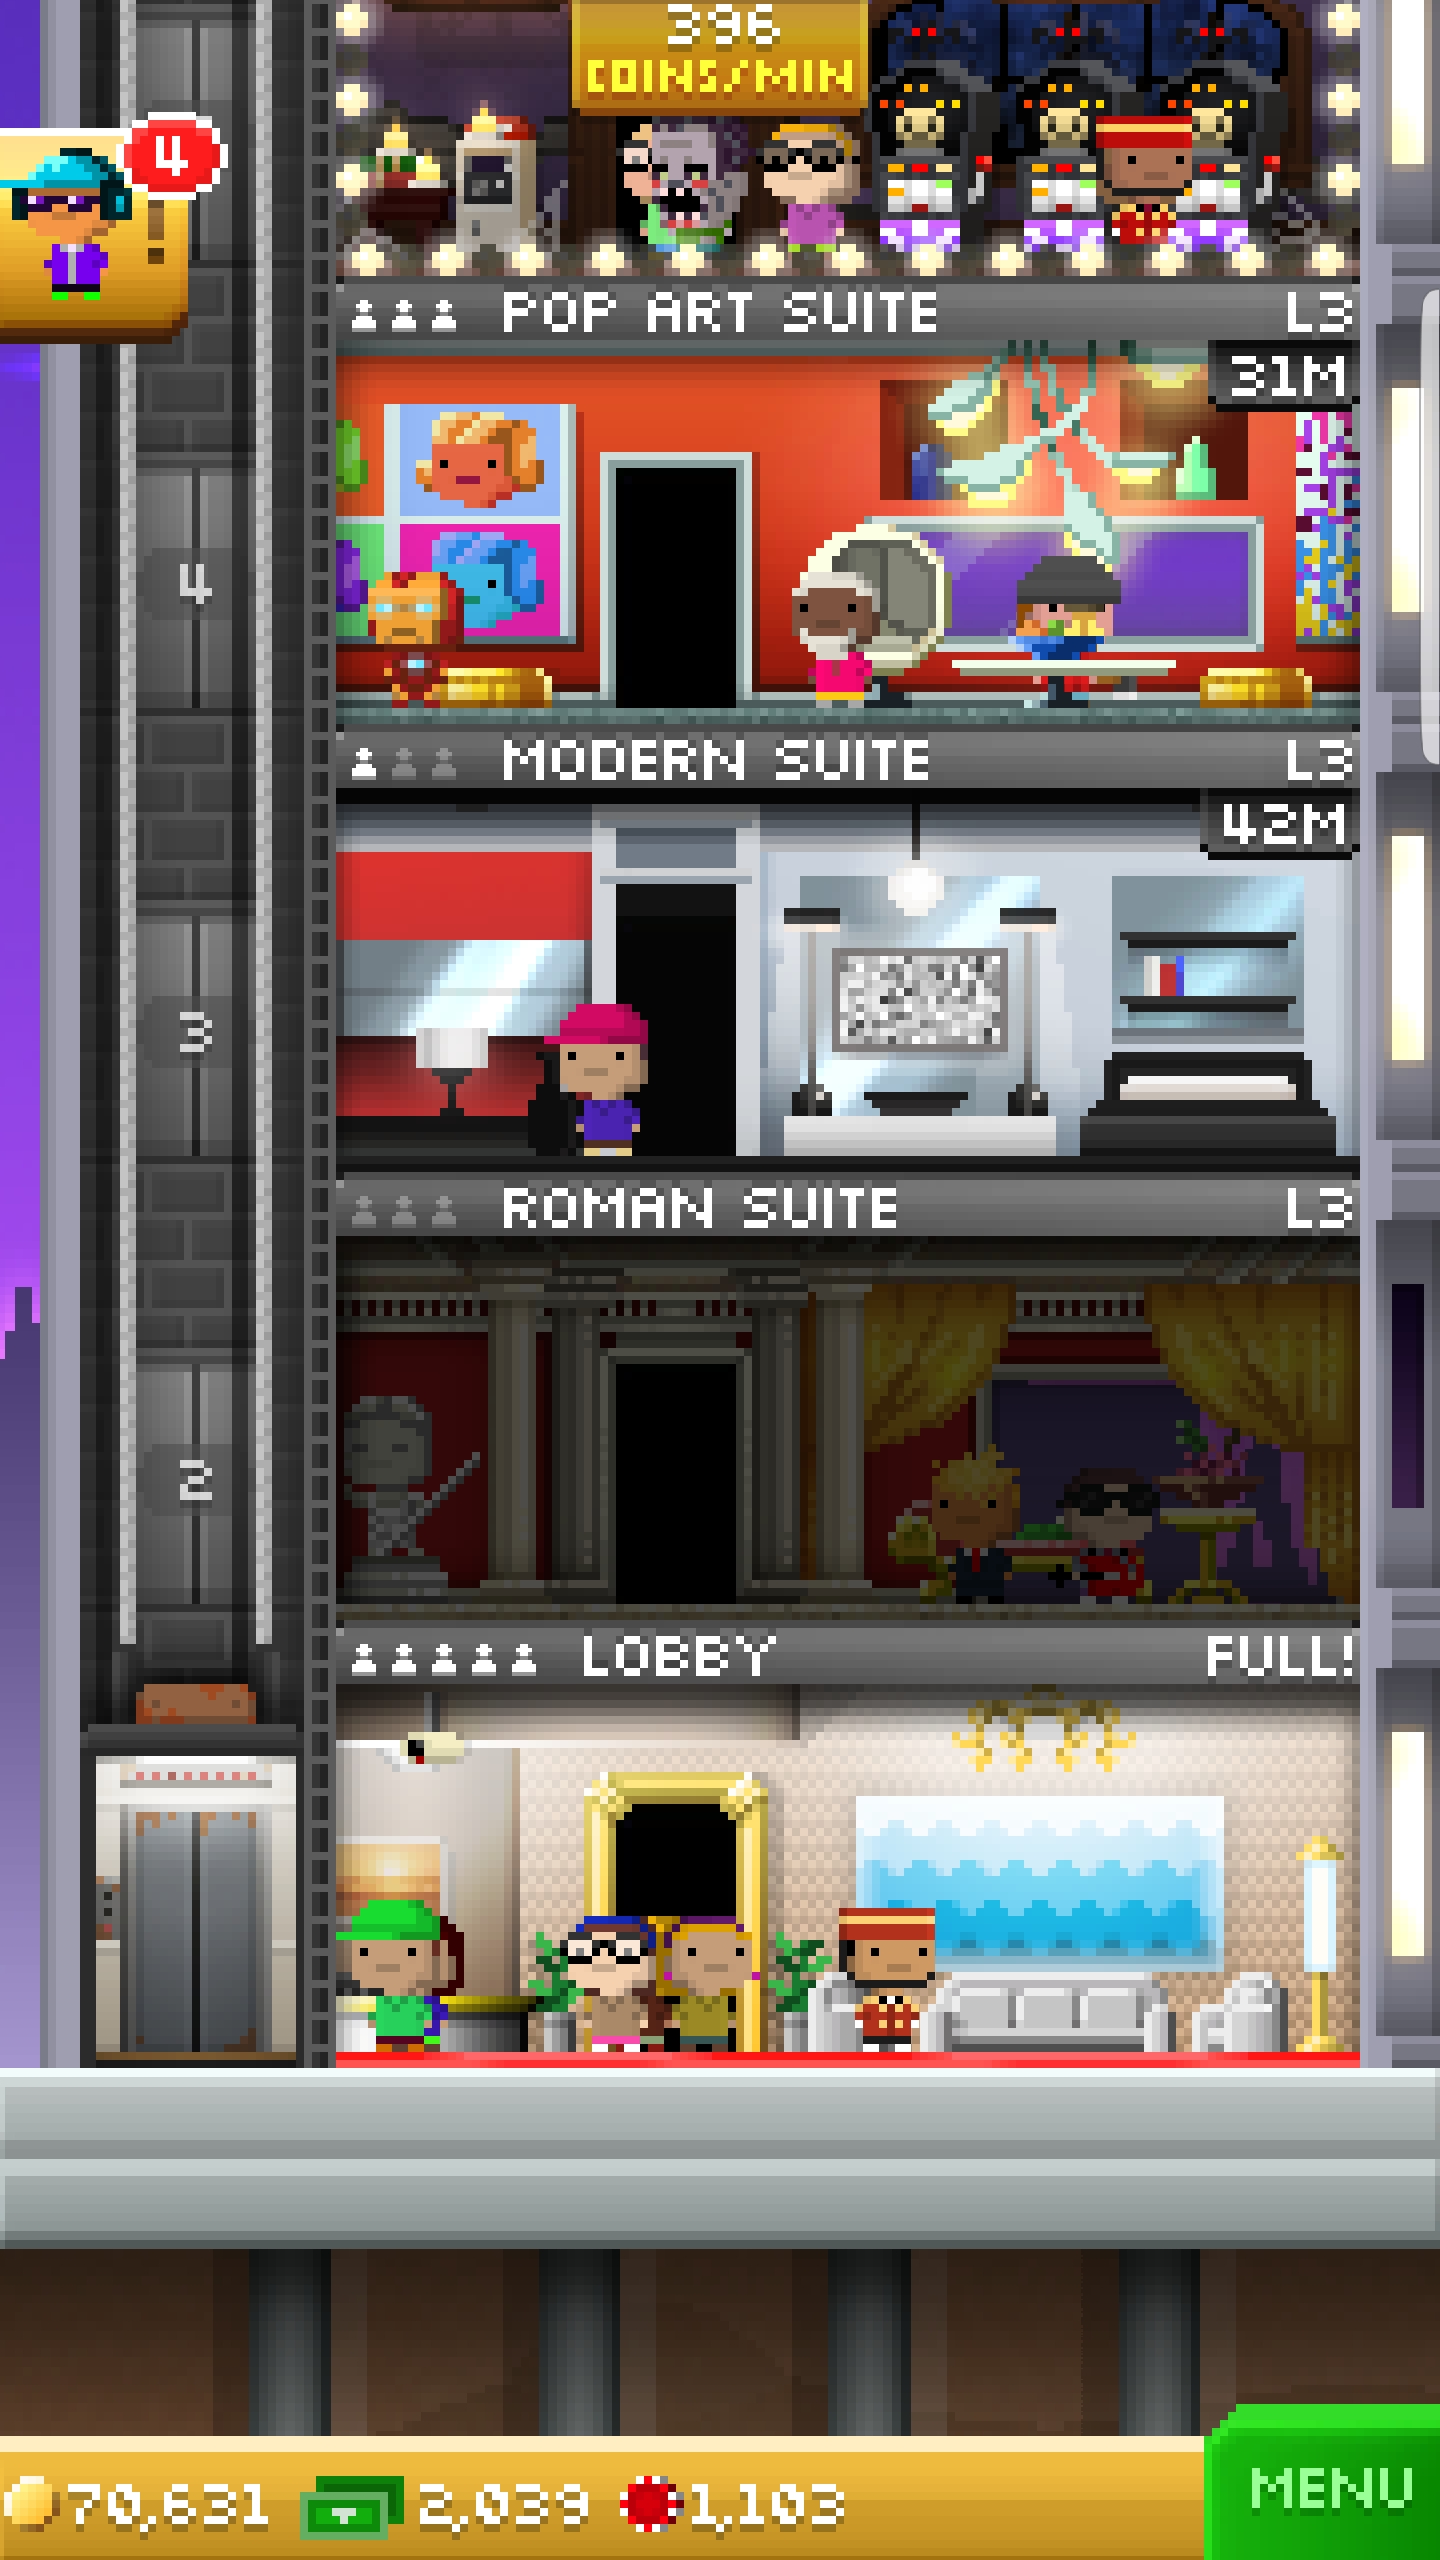 396
COINS/MIN
4
POP ART SUITE L3
31M
4
MODERN SUITE L3
42M
3
ROMAN SUITE L3
2
LOBBY FULL!
70,631 2,039 1,103
MENU